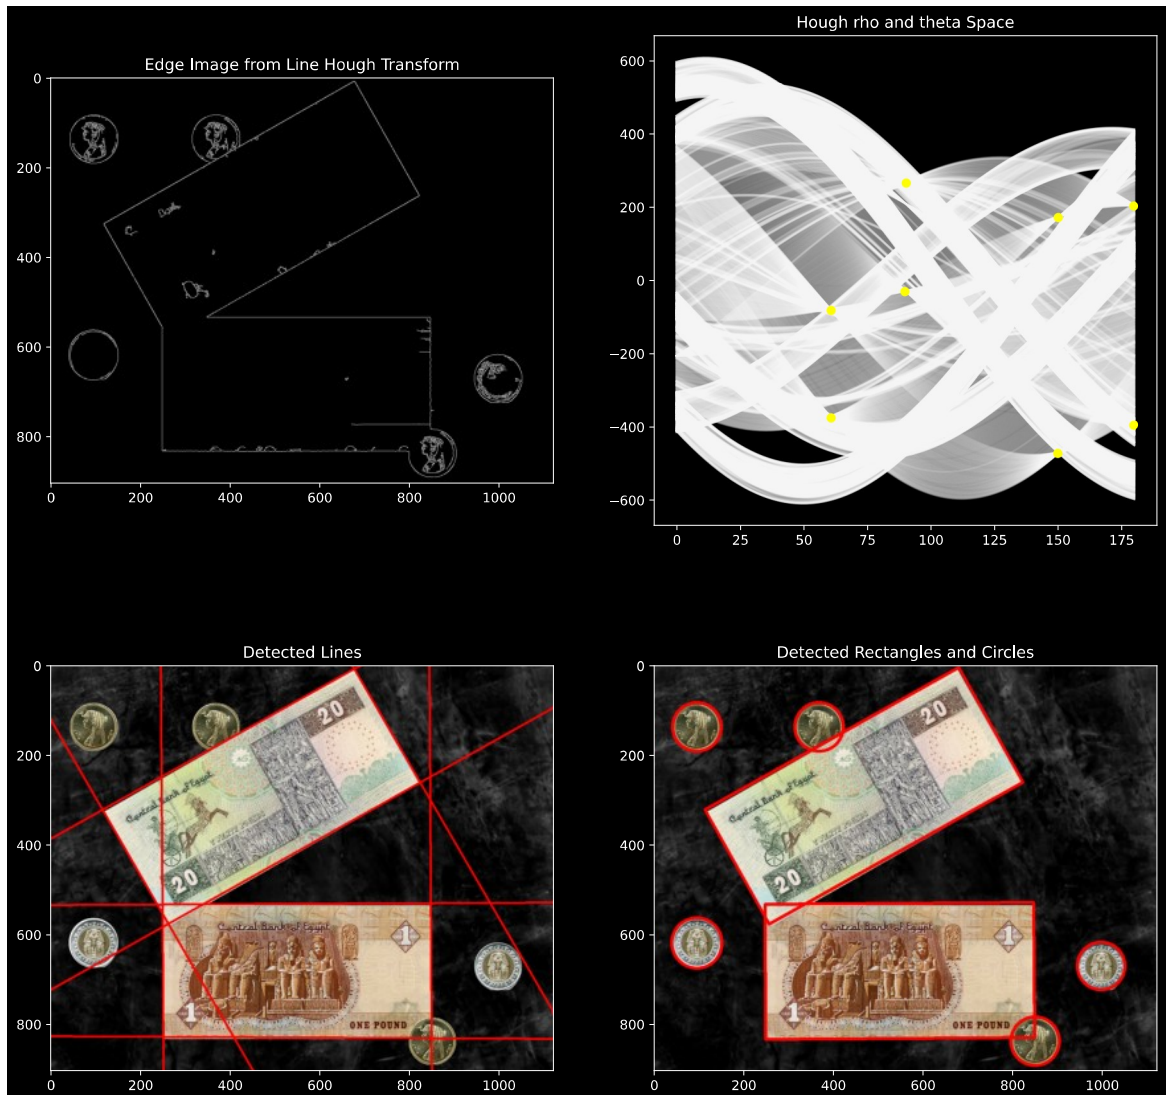 Edge Image from Line Hough Transform
0
200
400
600
800
0 200 400 600 800 1000
Hough rho and theta Space
600
400
200
0
−200
−400
−600
0 25 50 75 100 125 150 175
Detected Lines
0
200
400
600
800
0 200 400 600 800 1000
20
Central Bank of Egypt
20
Central Bank of Egypt
1
1
ONE POUND
Detected Rectangles and Circles
0
200
400
600
800
0 200 400 600 800 1000
20
Central Bank of Egypt
20
Central Bank of Egypt
1
1
ONE POUND